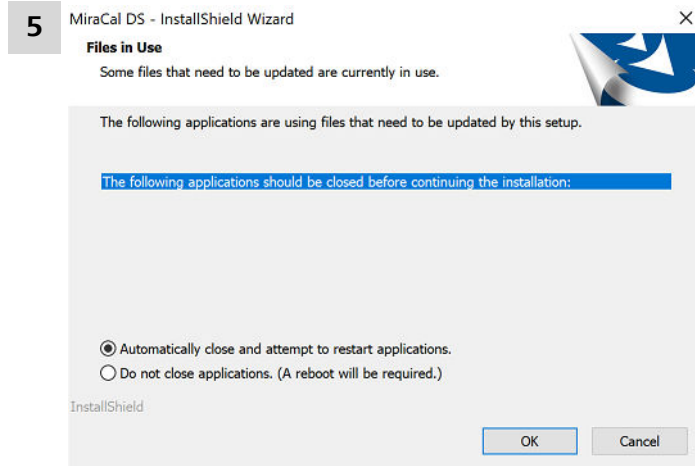 5
MiraCal DS - InstallShield Wizard
Files in Use
Some files that need to be updated are currently in use.
The following applications are using files that need to be updated by this setup.
The following applications should be closed before continuing the installation:
Automatically close and attempt to restart applications.
Do not close applications. (A reboot will be required.)
InstallShield
OK Cancel